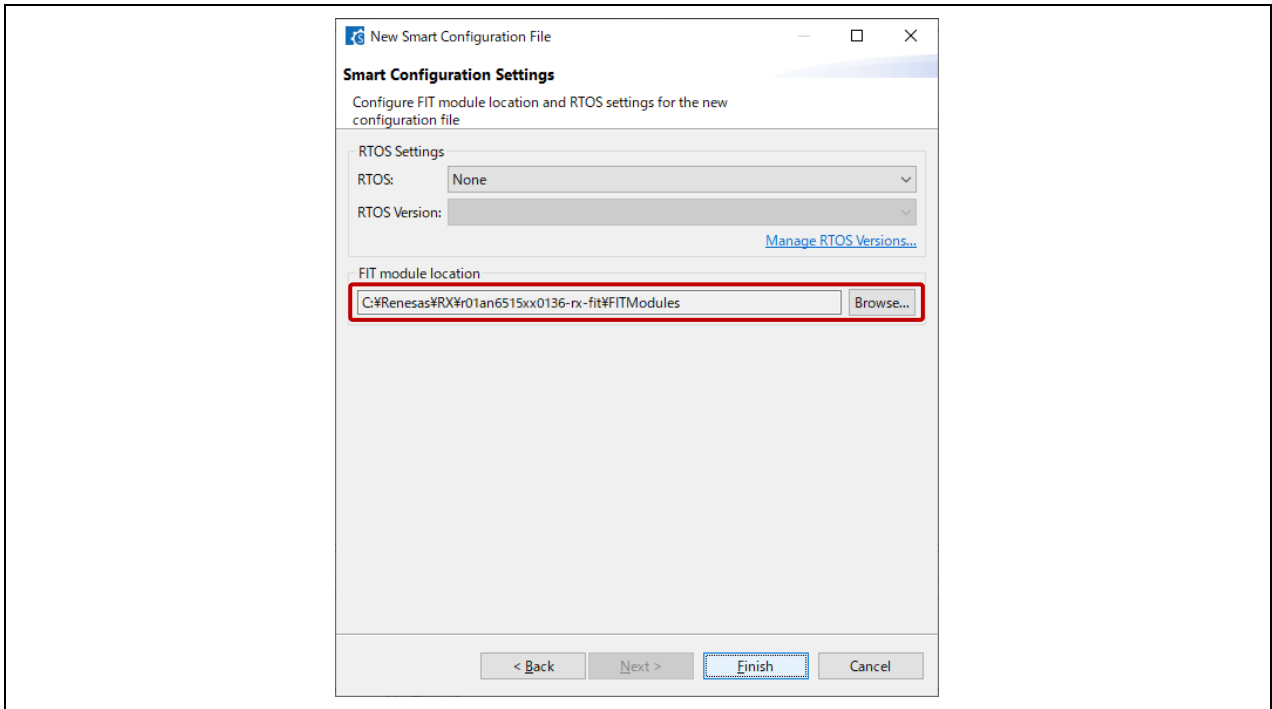 New Smart Configuration File
Smart Configuration Settings
Configure FIT module location and RTOS settings for the new
configuration file
RTOS Settings
RTOS: None
RTOS Version:
Manage RTOS Versions...
FIT module location
C:¥Renesas¥RX¥r01an6515xx0136-rx-fit¥FITModules Browse...
< Back Next > Finish Cancel